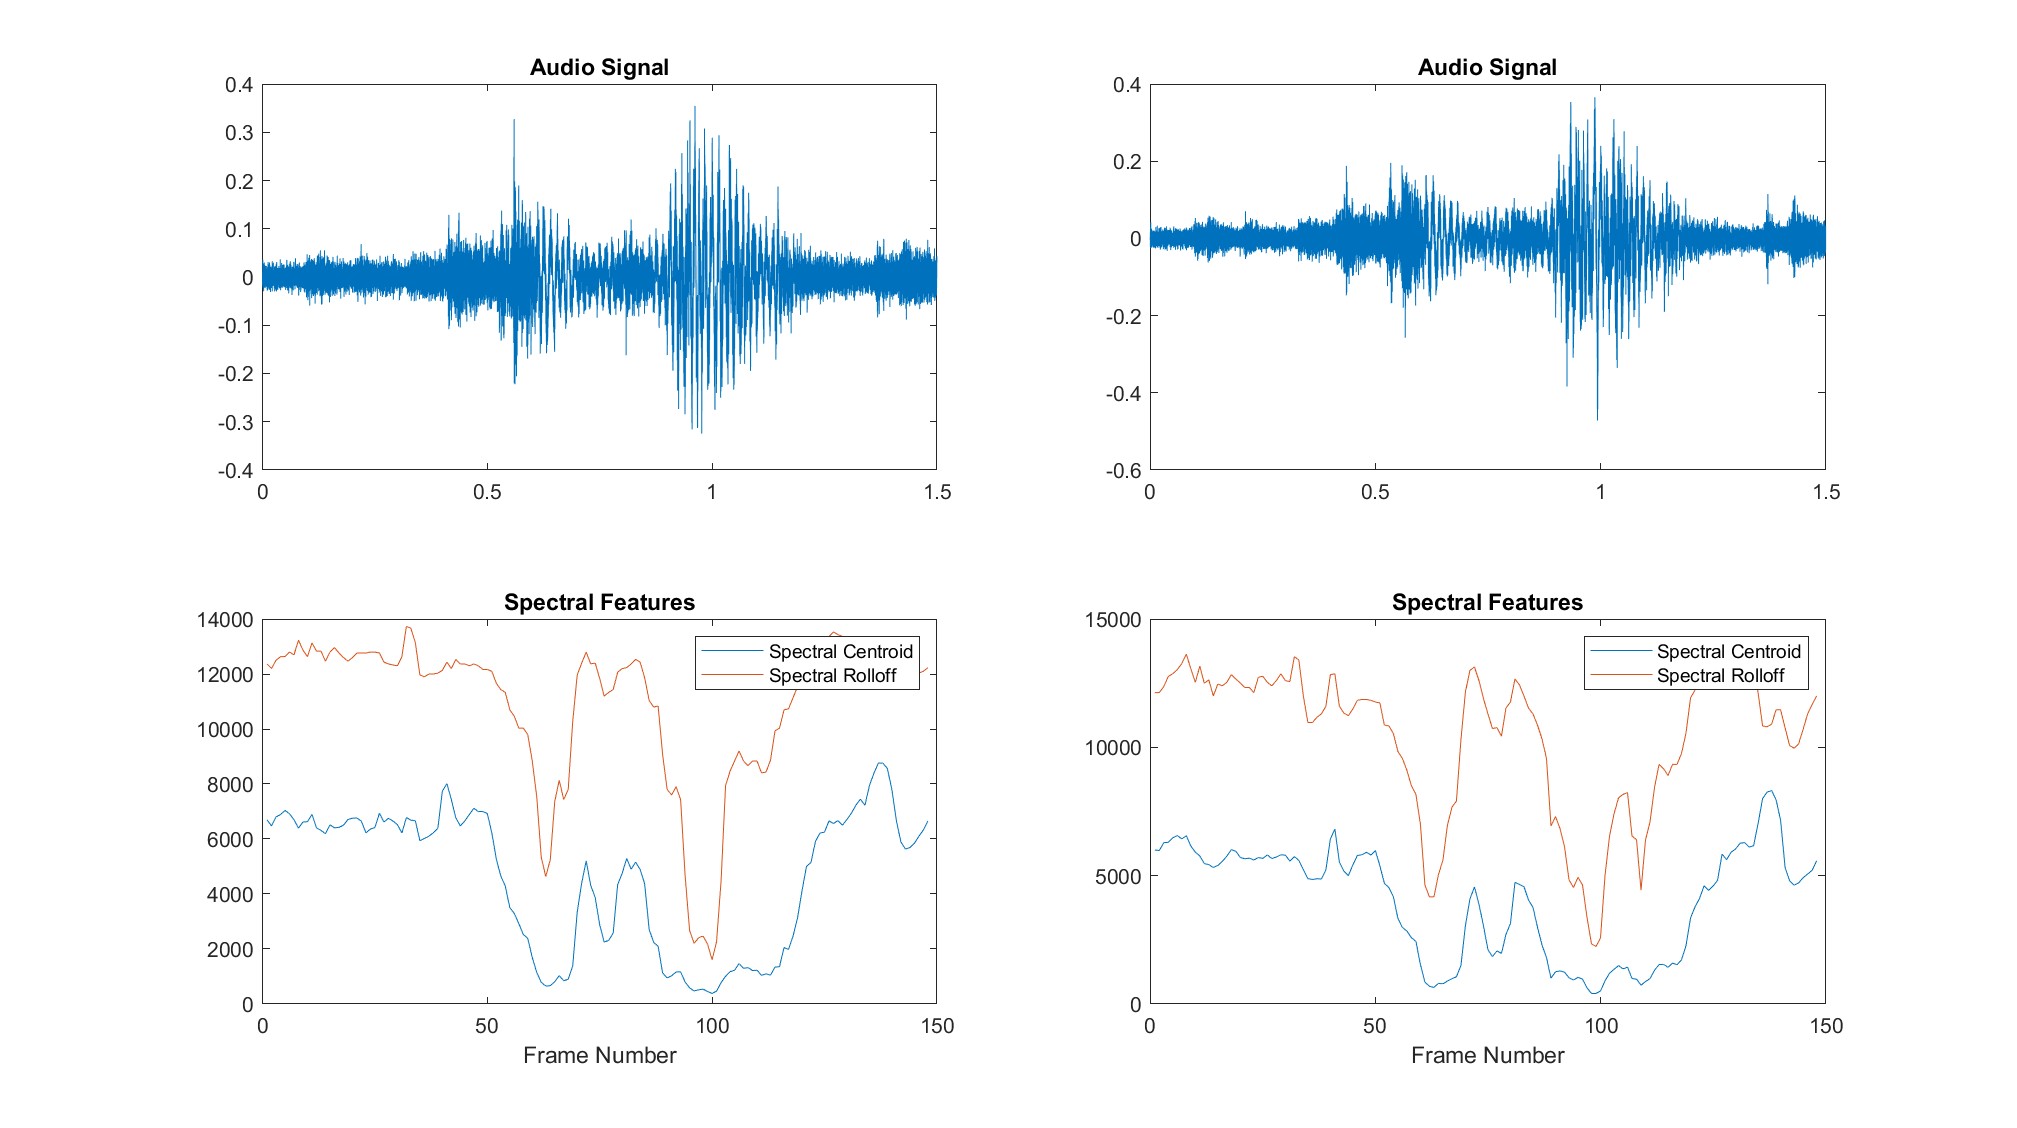 Audio Signal
0.4
0.3
0.2
0.1
0
-0.1
-0.2
-0.3
-0.4
0 0.5 1 1.5
Audio Signal
0.4
0.2
0
-0.2
-0.4
-0.6
0 0.5 1 1.5
Spectral Features
14000
12000
10000
8000
6000
4000
2000
0
Spectral Centroid
Spectral Rolloff
0 50 100 150
Frame Number
Spectral Features
15000
10000
5000
0
Spectral Centroid
Spectral Rolloff
0 50 100 150
Frame Number